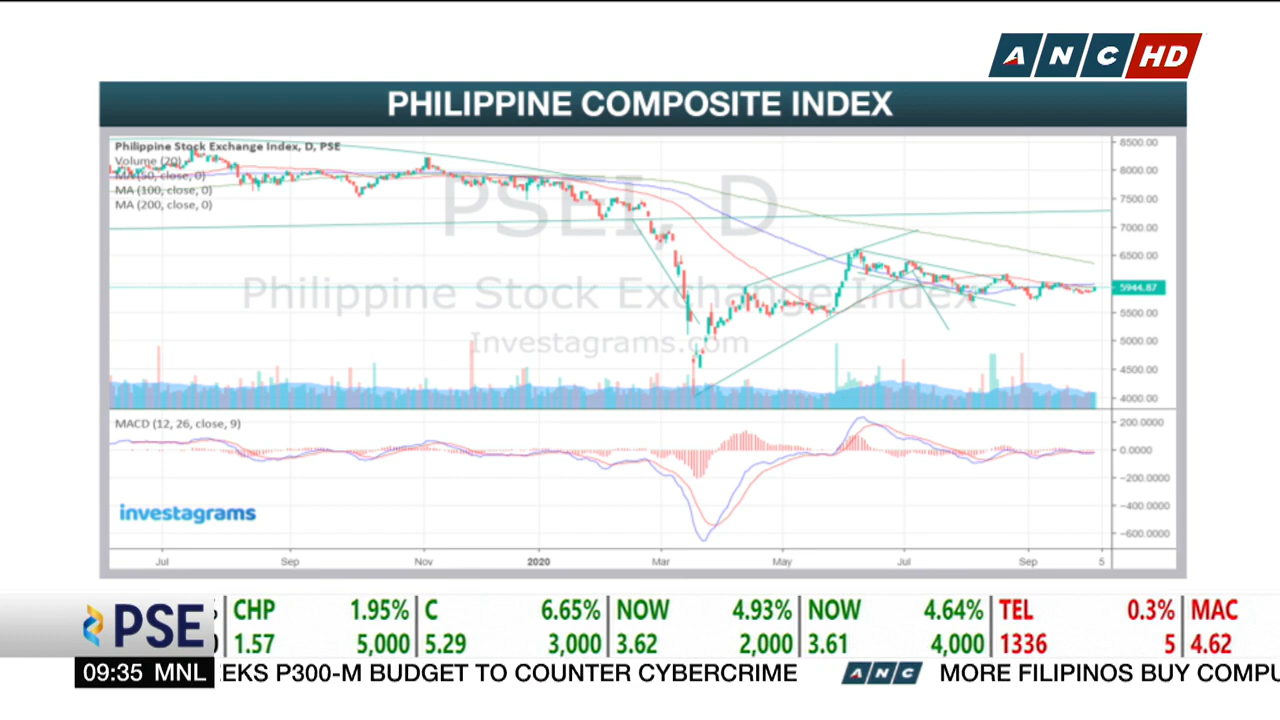 ANC HD
PHILIPPINE COMPOSITE INDEX
Philippine Stock Exchange Index, D, PSE
Volume (20)
MA (50, close, 0)
MA (100, close, 0)
MA (200, close, 0)
PSEI, D
Philippine Stock Exchange Index
Investagrams.com
8500.00
8000.00
7500.00
7000.00
6500.00
5944.87
5500.00
5000.00
4500.00
4000.00
MACD (12, 26, close, 9)
200.0000
0.0000
-200.0000
-400.0000
-600.0000
investagrams
Jul Sep Nov 2020 Mar May Jul Sep 5
PSE
% CHP 1.95% C 6.65% NOW 4.93% NOW 4.64% TEL 0.3% MAC
0 1.57 5,000 5.29 3,000 3.62 2,000 3.61 4,000 1336 5 4.62
09:35 MNL EKS P300-M BUDGET TO COUNTER CYBERCRIME ANC MORE FILIPINOS BUY COMPU